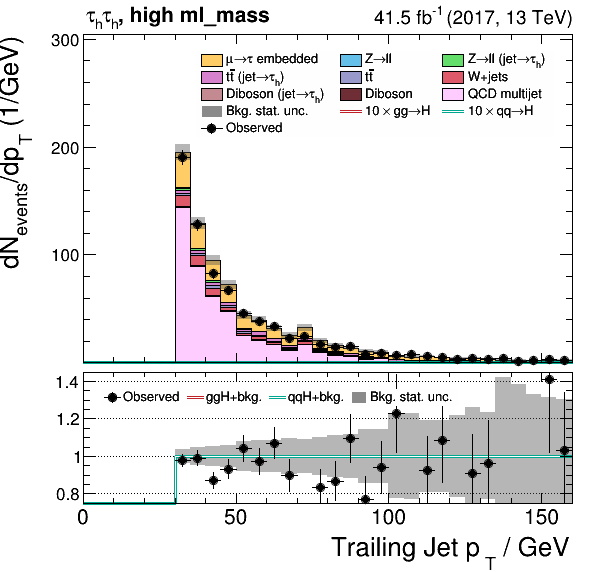 τhτh, high ml_mass 41.5 fb-1 (2017, 13 TeV)
dNevents/dpT (1/GeV)
300
200
100
μ→τ embedded Z→ll Z→ll (jet→τh)
tt̄ (jet→τh) tt̄ W+jets
Diboson (jet→τh) Diboson QCD multijet
Bkg. stat. unc. 10 × gg→H 10 × qq→H
Observed
1.4
1.2
1
0.8
Observed ggH+bkg. qqH+bkg. Bkg. stat. unc.
0 50 100 150
Trailing Jet pT / GeV